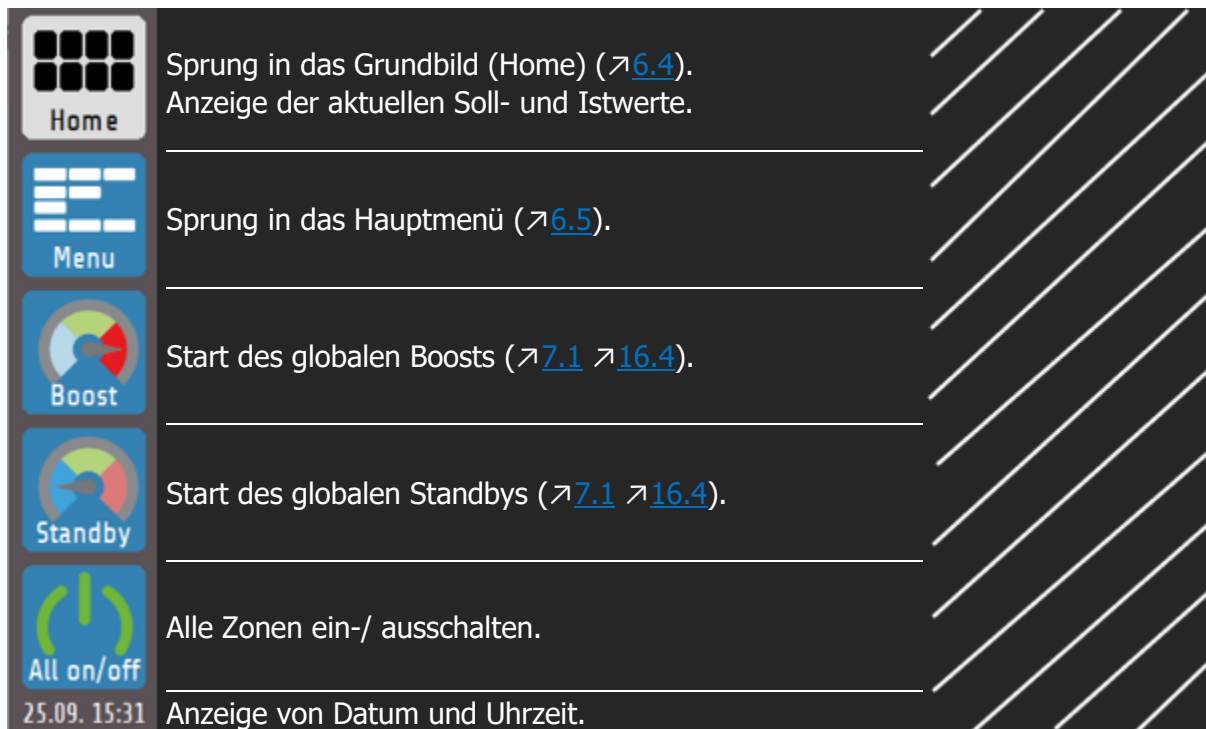 Home
Sprung in das Grundbild (Home) (↗6.4).
Anzeige der aktuellen Soll- und Istwerte.
Menu
Sprung in das Hauptmenü (↗6.5).
Boost
Start des globalen Boosts (↗7.1 ↗16.4).
Standby
Start des globalen Standbys (↗7.1 ↗16.4).
All on/off
Alle Zonen ein-/ ausschalten.
25.09. 15:31
Anzeige von Datum und Uhrzeit.